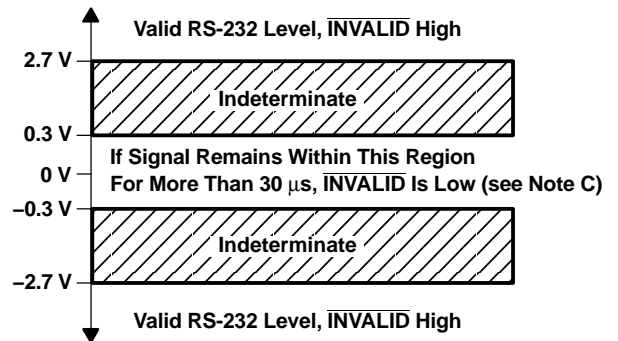 Valid RS-232 Level, INVALID High
2.7 V
Indeterminate
0.3 V
If Signal Remains Within This Region
0 V
For More Than 30 μs, INVALID Is Low (see Note C)
−0.3 V
Indeterminate
−2.7 V
Valid RS-232 Level, INVALID High